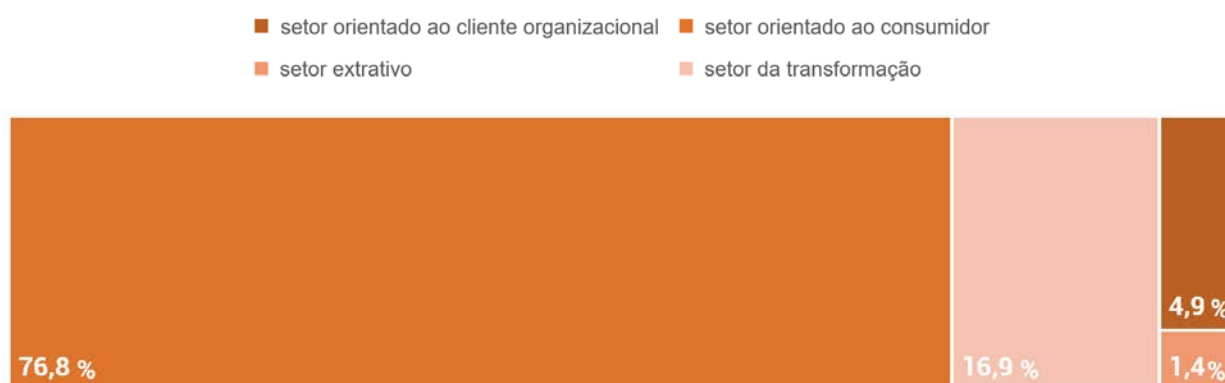 setor orientado ao cliente organizacional
setor orientado ao consumidor
setor extrativo
setor da transformação
76,8 %
16,9 %
4,9 %
1,4%